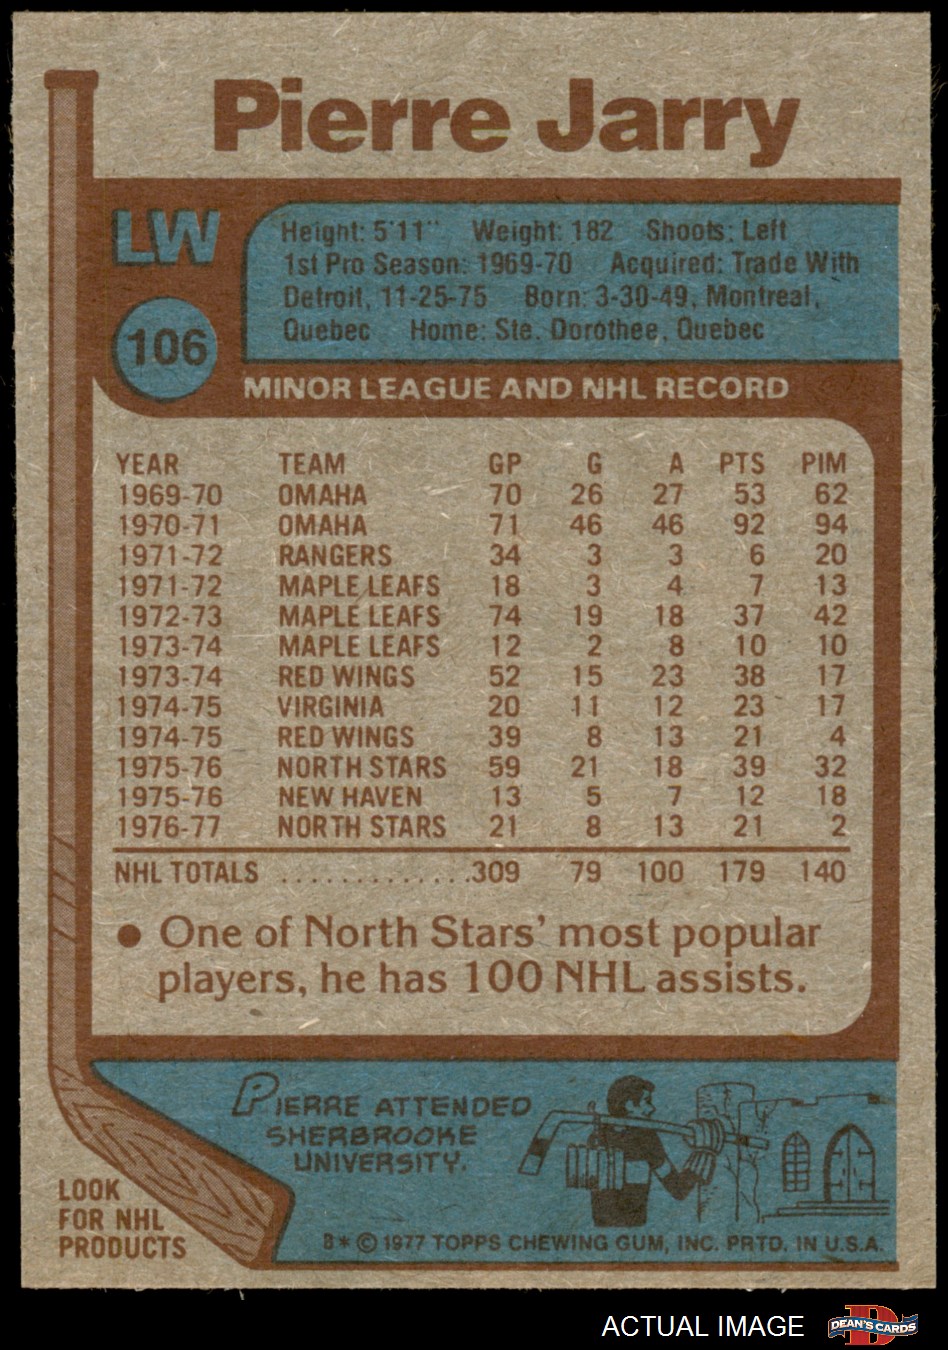 Pierre Jarry
LW
106
Height: 5'11" Weight: 182 Shoots: Left
1st Pro Season: 1969-70 Acquired: Trade With
Detroit, 11-25-75 Born: 3-30-49, Montreal,
Quebec Home: Ste. Dorothee, Quebec
MINOR LEAGUE AND NHL RECORD
YEAR TEAM GP G A PTS PIM
1969-70 OMAHA 70 26 27 53 62
1970-71 OMAHA 71 46 46 92 94
1971-72 RANGERS 34 3 3 6 20
1971-72 MAPLE LEAFS 18 3 4 7 13
1972-73 MAPLE LEAFS 74 19 18 37 42
1973-74 MAPLE LEAFS 12 2 8 10 10
1973-74 RED WINGS 52 15 23 38 17
1974-75 VIRGINIA 20 11 12 23 17
1974-75 RED WINGS 39 8 13 21 4
1975-76 NORTH STARS 59 21 18 39 32
1975-76 NEW HAVEN 13 5 7 12 18
1976-77 NORTH STARS 21 8 13 21 2
NHL TOTALS ..............309 79 100 179 140
● One of North Stars' most popular
players, he has 100 NHL assists.
PIERRE ATTENDED
SHERBROOKE
UNIVERSITY.
LOOK
FOR NHL
PRODUCTS
B * © 1977 TOPPS CHEWING GUM, INC. PRTD. IN U.S.A.
ACTUAL IMAGE
DEAN'S CARDS